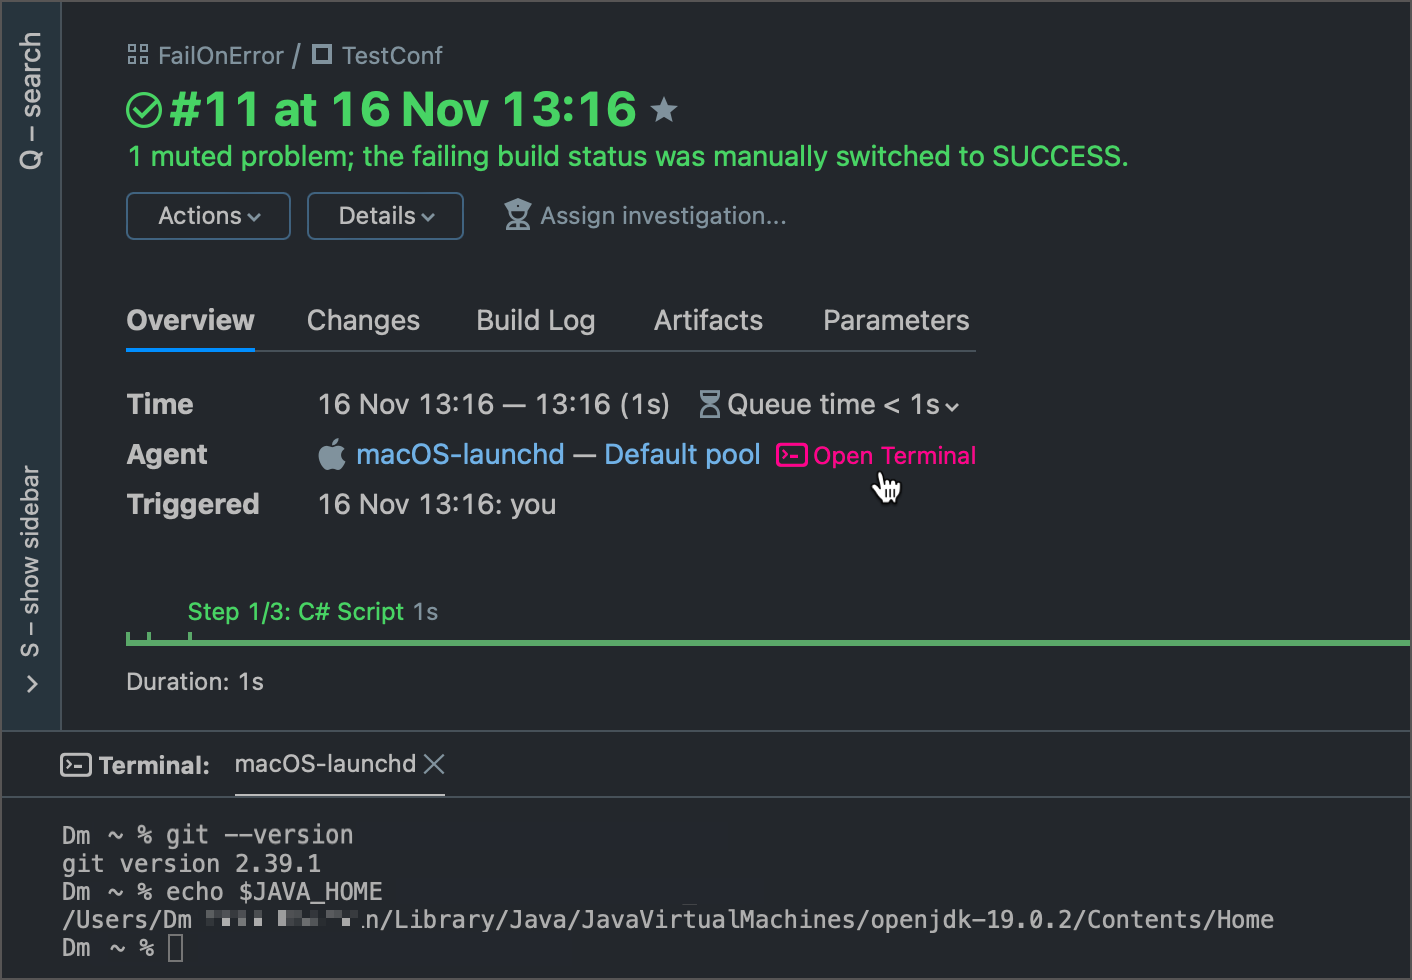 Q – search
FailOnError / TestConf
#11 at 16 Nov 13:16
1 muted problem; the failing build status was manually switched to SUCCESS.
Actions Details Assign investigation...
Overview Changes Build Log Artifacts Parameters
Time 16 Nov 13:16 — 13:16 (1s) Queue time < 1s
Agent macOS-launchd — Default pool Open Terminal
Triggered 16 Nov 13:16: you
S – show sidebar
Step 1/3: C# Script 1s
Duration: 1s
Terminal: macOS-launchd
Dm ~ % git --version
git version 2.39.1
Dm ~ % echo $JAVA_HOME
/Users/Dm n/Library/Java/JavaVirtualMachines/openjdk-19.0.2/Contents/Home
Dm ~ %